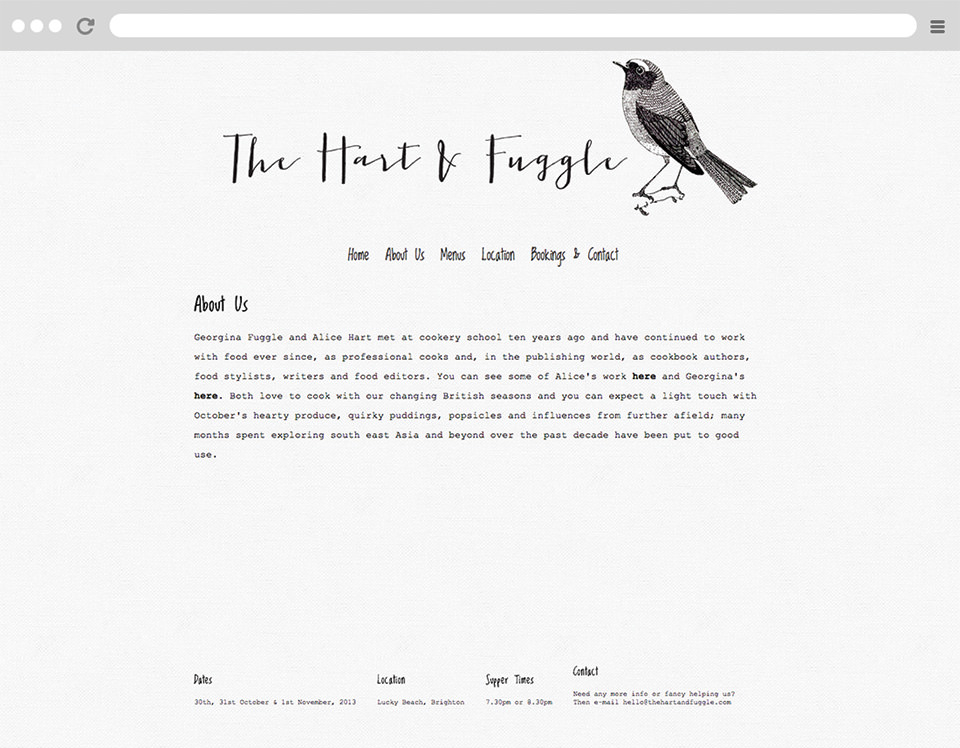 The Hart & Fuggle
Home About Us Menus Location Bookings & Contact
About Us
Georgina Fuggle and Alice Hart met at cookery school ten years ago and have continued to work
with food ever since, as professional cooks and, in the publishing world, as cookbook authors,
food stylists, writers and food editors. You can see some of Alice's work here and Georgina's
here. Both love to cook with our changing British seasons and you can expect a light touch with
October's hearty produce, quirky puddings, popsicles and influences from further afield; many
months spent exploring south east Asia and beyond over the past decade have been put to good
use.
Dates
30th, 31st October & 1st November, 2013
Location
Lucky Beach, Brighton
Supper Times
7.30pm or 8.30pm
Contact
Need any more info or fancy helping us?
Then e-mail hello@thehartandfuggle.com